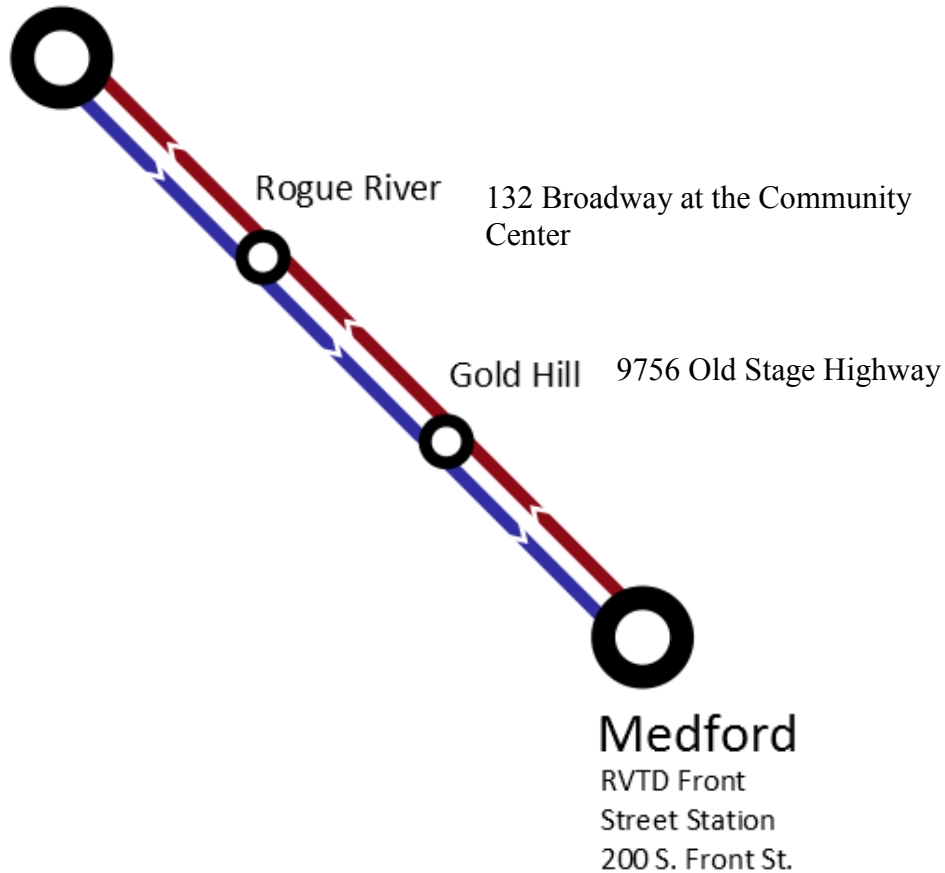 Rogue River
132 Broadway at the Community
Center
Gold Hill
9756 Old Stage Highway
Medford
RVTD Front
Street Station
200 S. Front St.